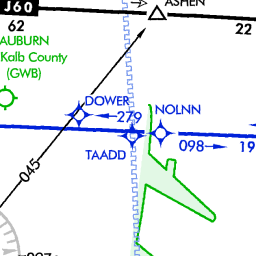 J60
ASHEN
62
22
AUBURN
Kalb County
(GWB)
DOWER
279
NOLNN
TAADD
098
19
045